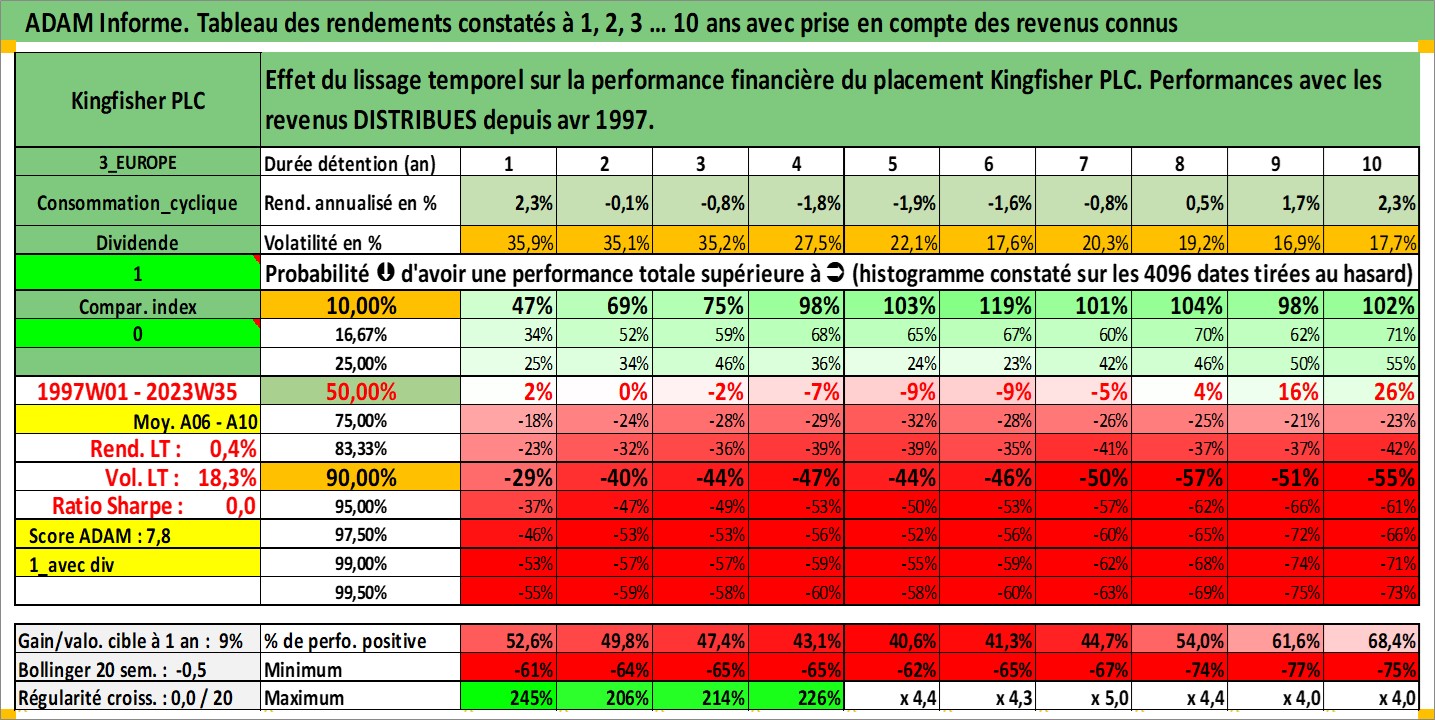 ADAM Informe. Tableau des rendements constatés à 1, 2, 3 ... 10 ans avec prise en compte des revenus connus
Kingfisher PLC
Effet du lissage temporel sur la performance financière du placement Kingfisher PLC. Performances avec les
revenus DISTRIBUES depuis avr 1997.
3_EUROPE Durée détention (an) 1 2 3 4 5 6 7 8 9 10
Consommation_cyclique Rend. annualisé en % 2,3% -0,1% -0,8% -1,8% -1,9% -1,6% -0,8% 0,5% 1,7% 2,3%
Dividende Volatilité en % 35,9% 35,1% 35,2% 27,5% 22,1% 17,6% 20,3% 19,2% 16,9% 17,7%
1 Probabilité d'avoir une performance totale supérieure à (histogramme constaté sur les 4096 dates tirées au hasard)
Compar. index 10,00% 47% 69% 75% 98% 103% 119% 101% 104% 98% 102%
0 16,67% 34% 52% 59% 68% 65% 67% 60% 70% 62% 71%
25,00% 25% 34% 46% 36% 24% 23% 42% 46% 50% 55%
1997W01 - 2023W35 50,00% 2% 0% -2% -7% -9% -9% -5% 4% 16% 26%
Moy. A06 - A10 75,00% -18% -24% -28% -29% -32% -28% -26% -25% -21% -23%
Rend. LT : 0,4% 83,33% -23% -32% -36% -39% -39% -35% -41% -37% -37% -42%
Vol. LT : 18,3% 90,00% -29% -40% -44% -47% -44% -46% -50% -57% -51% -55%
Ratio Sharpe : 0,0 95,00% -37% -47% -49% -53% -50% -53% -57% -62% -66% -61%
Score ADAM : 7,8 97,50% -46% -53% -53% -56% -52% -56% -60% -65% -72% -66%
1_avec div 99,00% -53% -57% -57% -59% -55% -59% -62% -68% -74% -71%
99,50% -55% -59% -58% -60% -58% -60% -63% -69% -75% -73%
Gain/valo. cible à 1 an : 9% % de perfo. positive 52,6% 49,8% 47,4% 43,1% 40,6% 41,3% 44,7% 54,0% 61,6% 68,4%
Bollinger 20 sem. : -0,5 Minimum -61% -64% -65% -65% -62% -65% -67% -74% -77% -75%
Régularité croiss. : 0,0 / 20 Maximum 245% 206% 214% 226% x 4,4 x 4,3 x 5,0 x 4,4 x 4,0 x 4,0